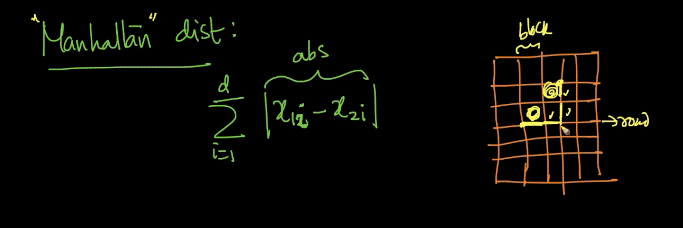 "Manhattan" dist:
abs
d
∑ |x₁ᵢ - x₂ᵢ|
i=1
block
→ road